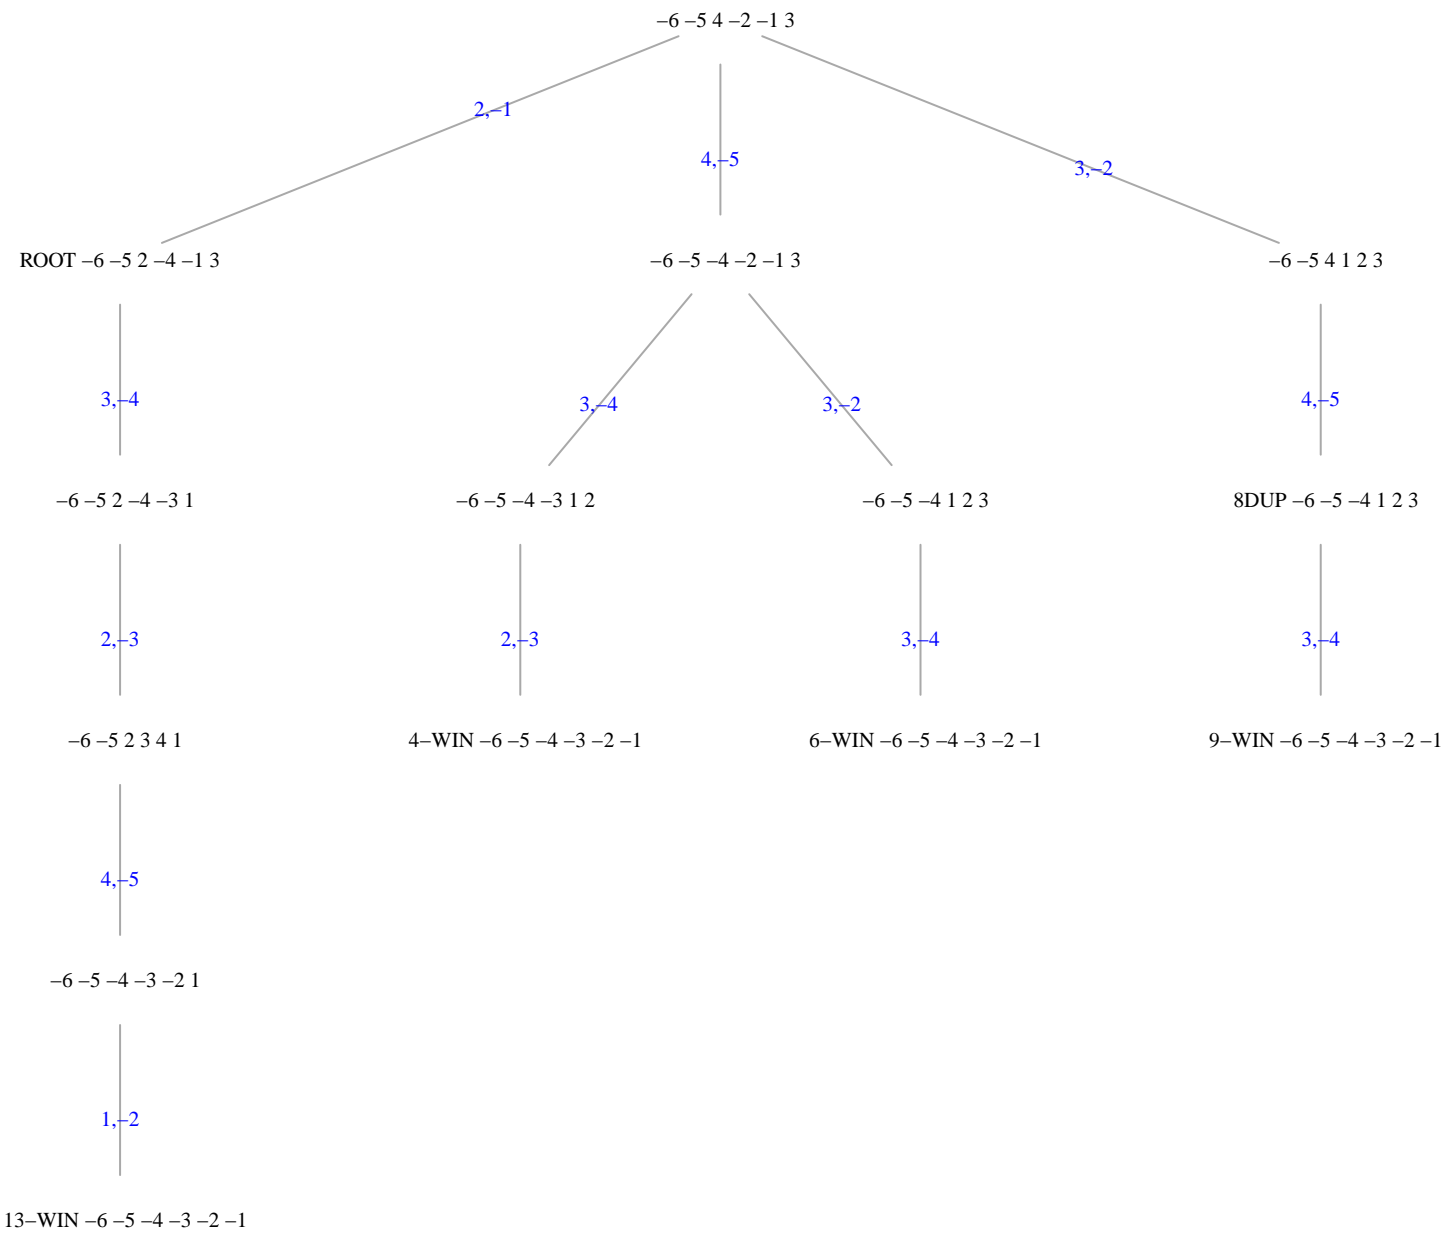 –6 –5 4 –2 –1 3
2,–1
4,–5
3,–2
ROOT –6 –5 2 –4 –1 3
–6 –5 –4 –2 –1 3
–6 –5 4 1 2 3
3,–4
3,–4
3,–2
4,–5
–6 –5 2 –4 –3 1
–6 –5 –4 –3 1 2
–6 –5 –4 1 2 3
8DUP –6 –5 –4 1 2 3
2,–3
2,–3
3,–4
3,–4
–6 –5 2 3 4 1
4–WIN –6 –5 –4 –3 –2 –1
6–WIN –6 –5 –4 –3 –2 –1
9–WIN –6 –5 –4 –3 –2 –1
4,–5
–6 –5 –4 –3 –2 1
1,–2
13–WIN –6 –5 –4 –3 –2 –1